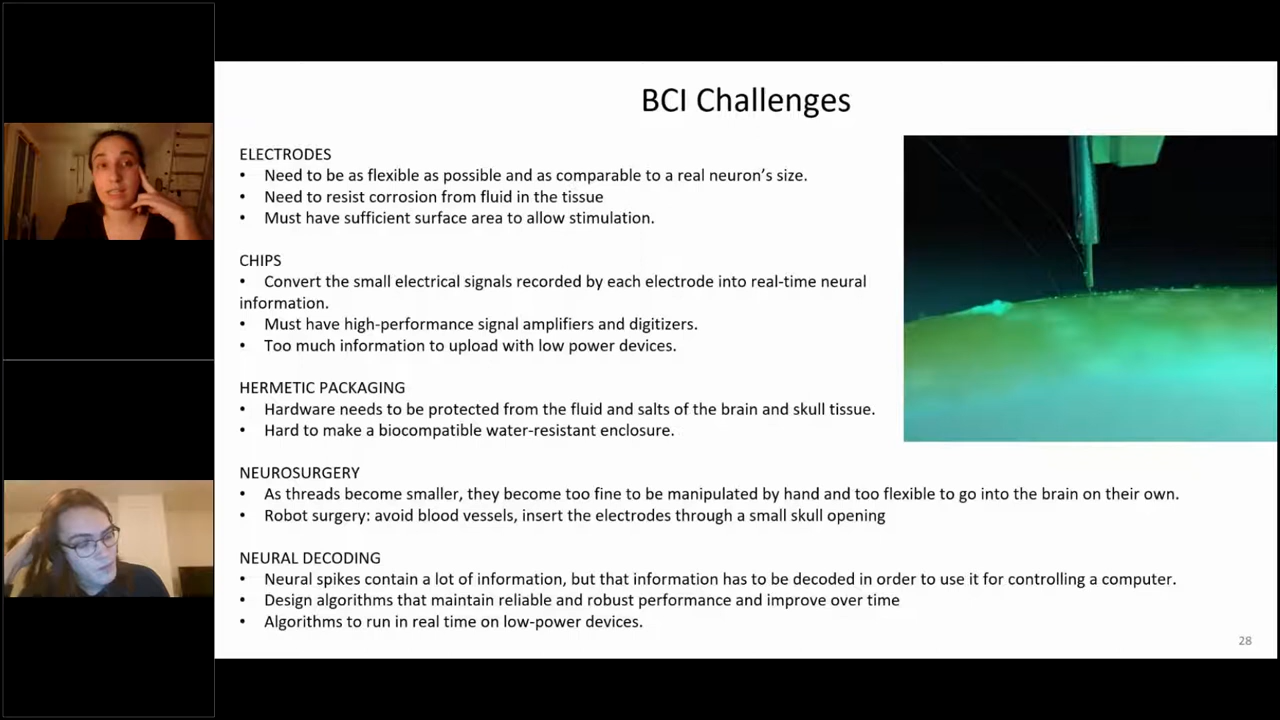 BCI Challenges
ELECTRODES
• Need to be as flexible as possible and as comparable to a real neuron's size.
• Need to resist corrosion from fluid in the tissue
• Must have sufficient surface area to allow stimulation.
CHIPS
• Convert the small electrical signals recorded by each electrode into real-time neural
information.
• Must have high-performance signal amplifiers and digitizers.
• Too much information to upload with low power devices.
HERMETIC PACKAGING
• Hardware needs to be protected from the fluid and salts of the brain and skull tissue.
• Hard to make a biocompatible water-resistant enclosure.
NEUROSURGERY
• As threads become smaller, they become too fine to be manipulated by hand and too flexible to go into the brain on their own.
• Robot surgery: avoid blood vessels, insert the electrodes through a small skull opening
NEURAL DECODING
• Neural spikes contain a lot of information, but that information has to be decoded in order to use it for controlling a computer.
• Design algorithms that maintain reliable and robust performance and improve over time
• Algorithms to run in real time on low-power devices.
28